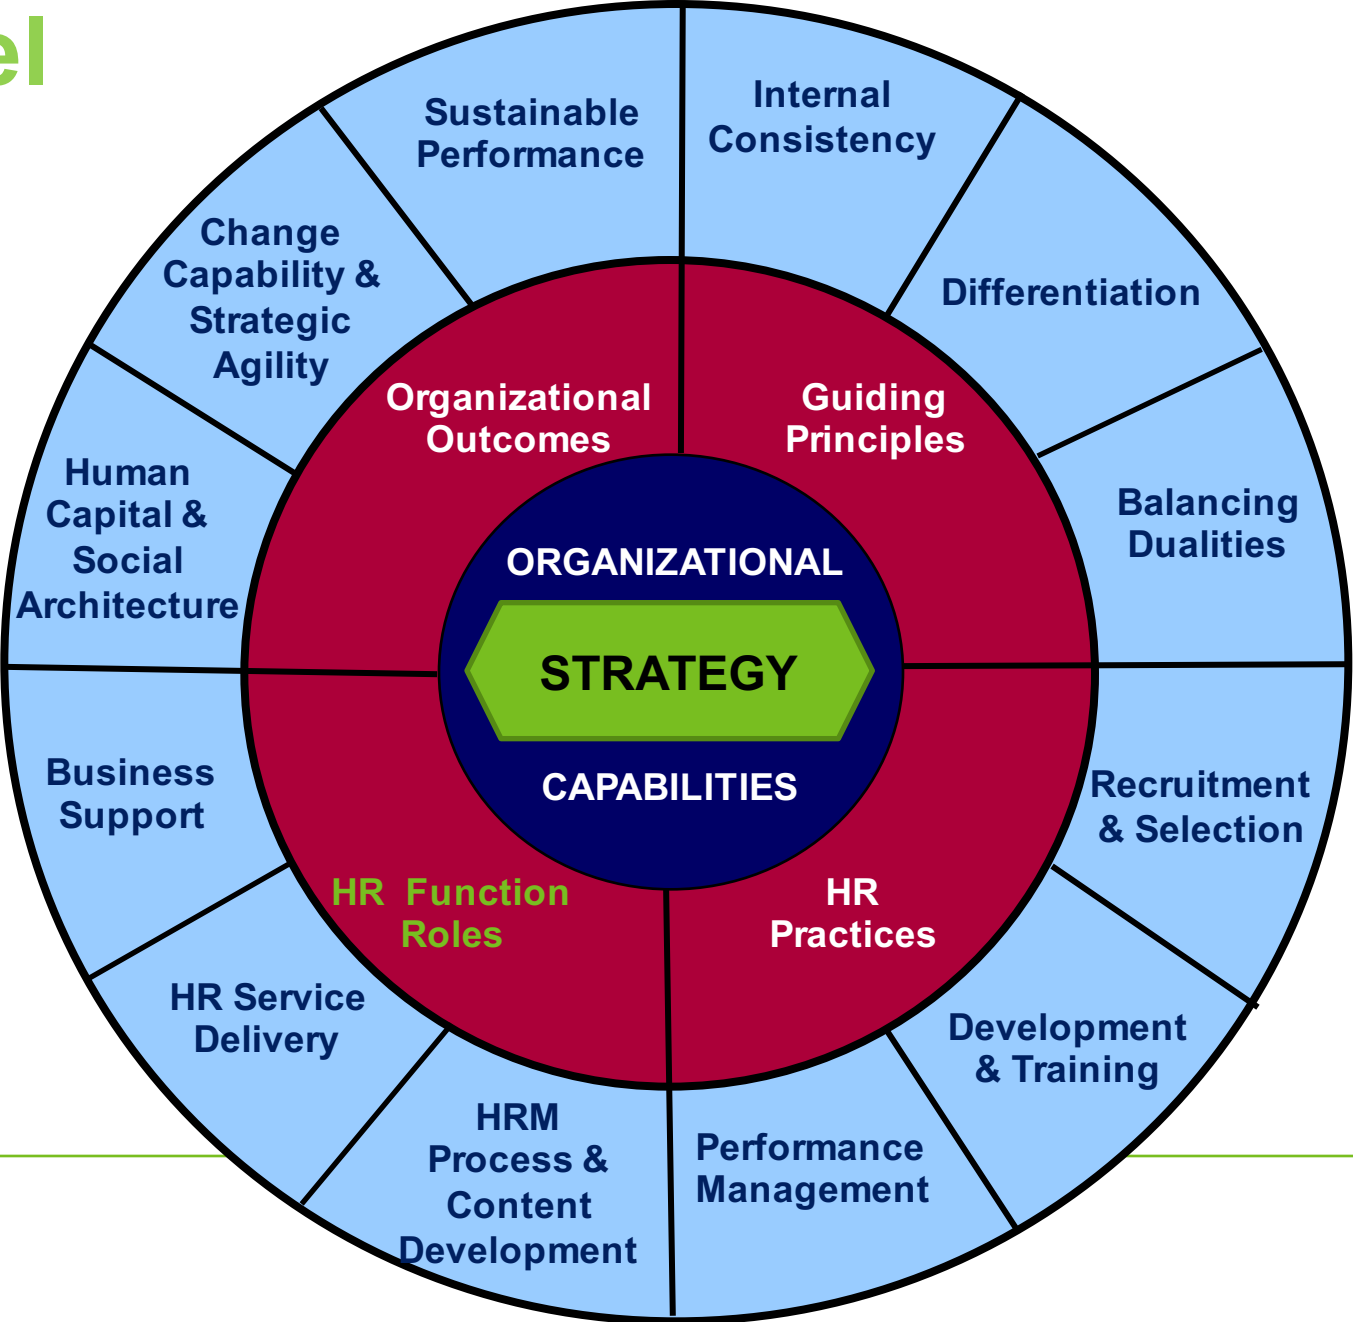 el
Sustainable
Performance
Internal
Consistency
Change
Capability &
Strategic
Agility
Differentiation
Organizational
Outcomes
Guiding
Principles
Human
Capital &
Social
Architecture
Balancing
Dualities
ORGANIZATIONAL
STRATEGY
CAPABILITIES
Business
Support
Recruitment
& Selection
HR Function
Roles
HR
Practices
HR Service
Delivery
Development
& Training
HRM
Process &
Content
Development
Performance
Management